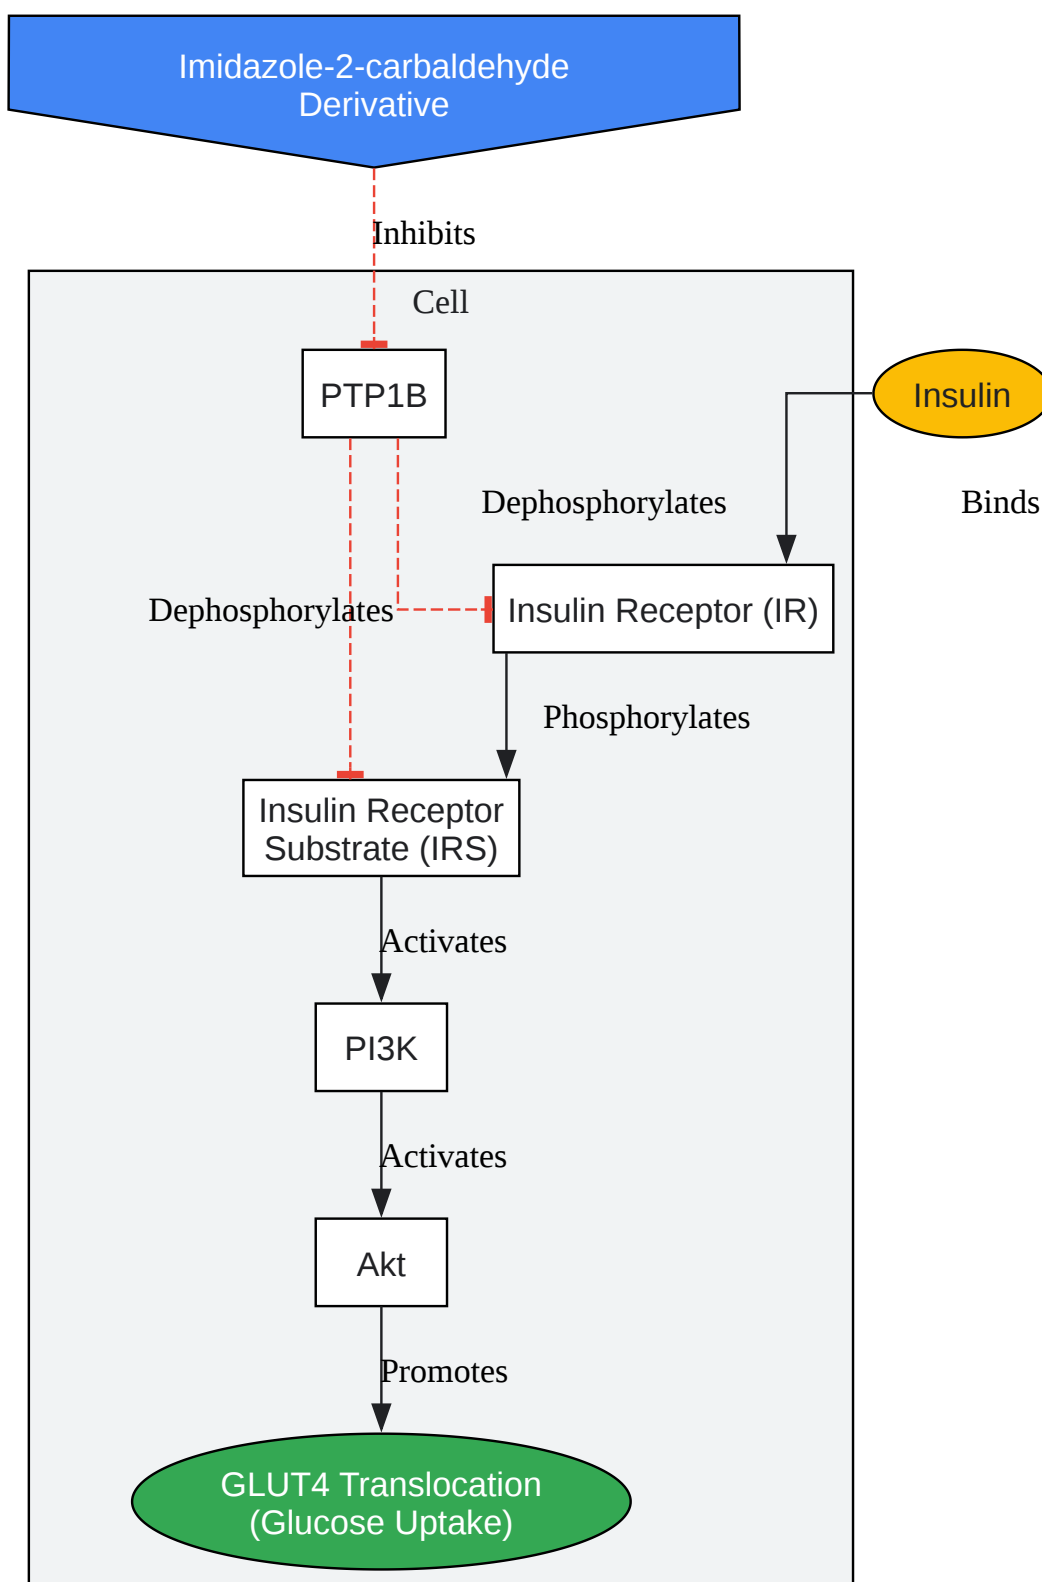 Imidazole-2-carbaldehyde
Derivative
Inhibits
Cell
PTP1B
Insulin
Dephosphorylates
Binds
Dephosphorylates
Insulin Receptor (IR)
Phosphorylates
Insulin Receptor
Substrate (IRS)
Activates
PI3K
Activates
Akt
Promotes
GLUT4 Translocation
(Glucose Uptake)